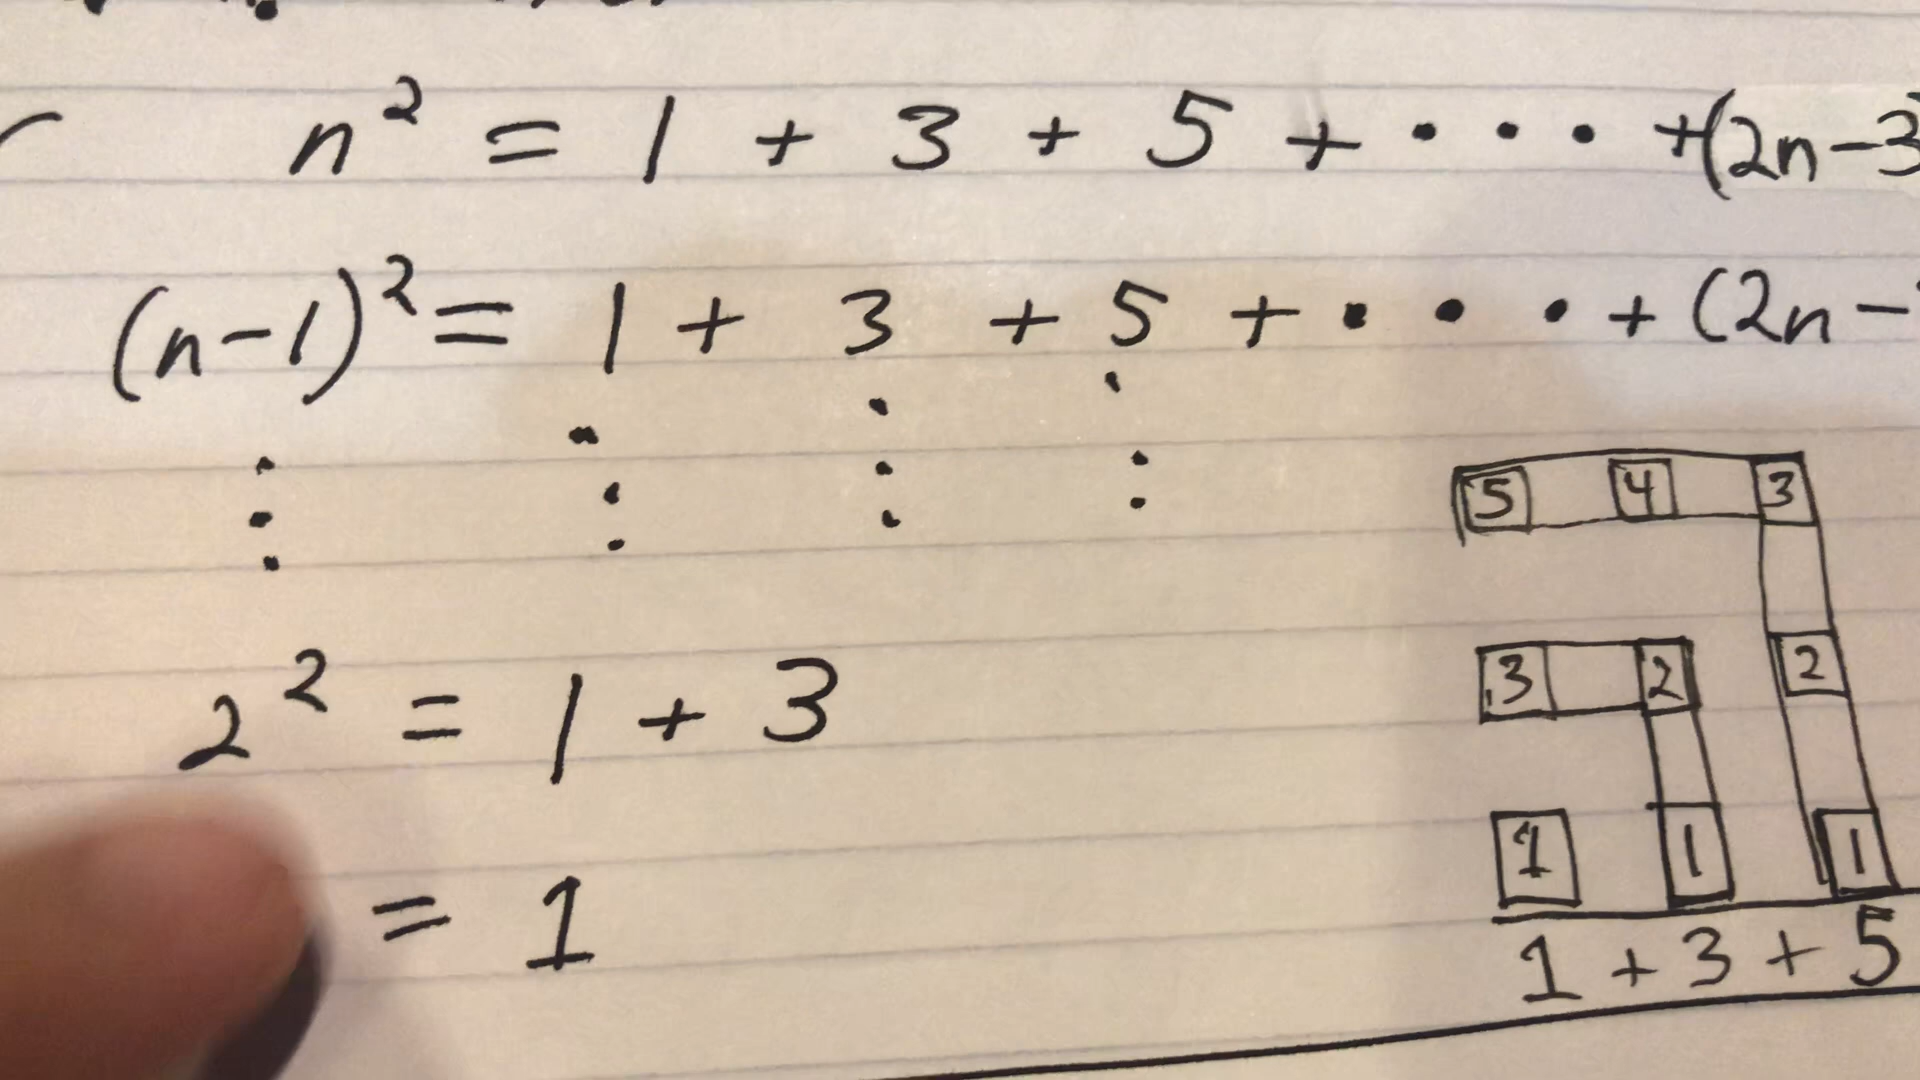 n² = 1 + 3 + 5 + • • • +(2n-3
(n-1)² = 1 + 3 + 5 + • • • + (2n-
2² = 1 + 3
= 1
5 4 3
3 2 2
1 1 1
1 + 3 + 5